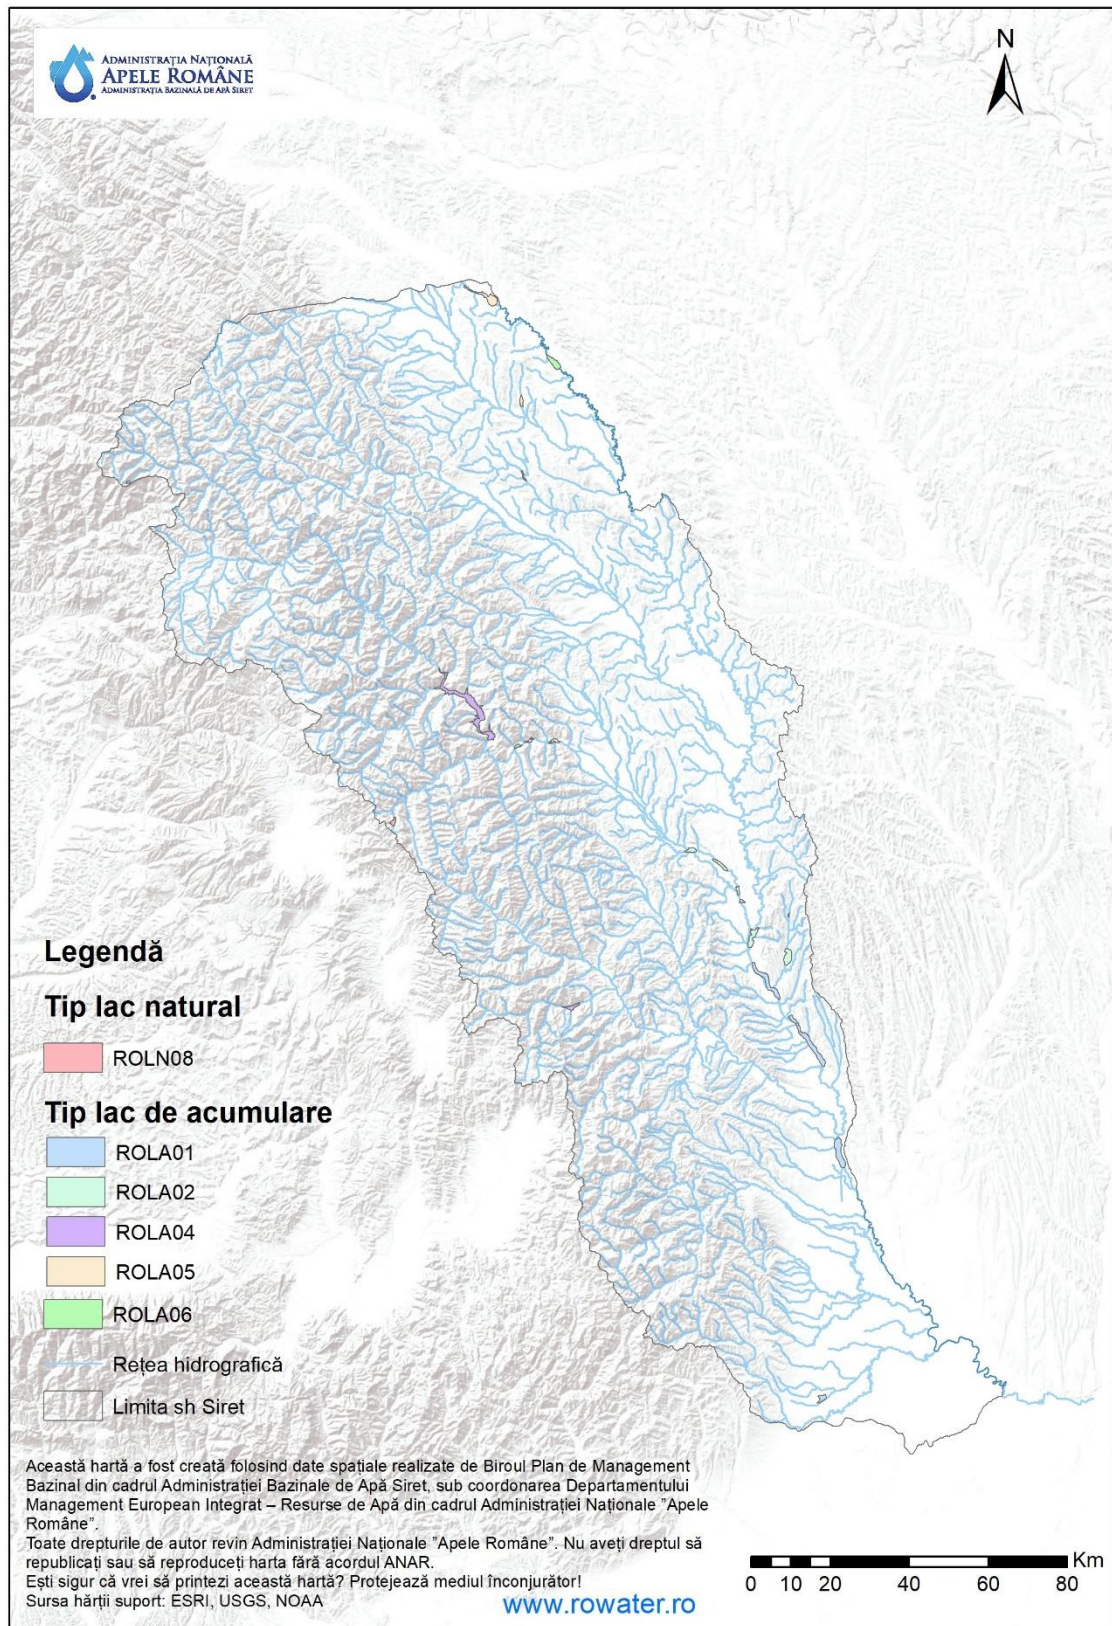 ADMINISTRAȚIA NAȚIONALĂ
APELE ROMÂNE
ADMINISTRAȚIA BAZINALĂ DE APĂ SIRET
N
Legendă
Tip lac natural
ROLN08
Tip lac de acumulare
ROLA01
ROLA02
ROLA04
ROLA05
ROLA06
Rețea hidrografică
Limita sh Siret
Această hartă a fost creată folosind date spațiale realizate de Biroul Plan de Management
Bazinal din cadrul Administrației Bazinale de Apă Siret, sub coordonarea Departamentului
Management European Integrat – Resurse de Apă din cadrul Administrației Naționale "Apele
Române".
Toate drepturile de autor revin Administrației Naționale "Apele Române". Nu aveți dreptul să
republicați sau să reproduceți harta fără acordul ANAR.
Ești sigur că vrei să printezi această hartă? Protejează mediul înconjurător!
Sursa hărții suport: ESRI, USGS, NOAA
www.rowater.ro
Km
0 10 20 40 60 80